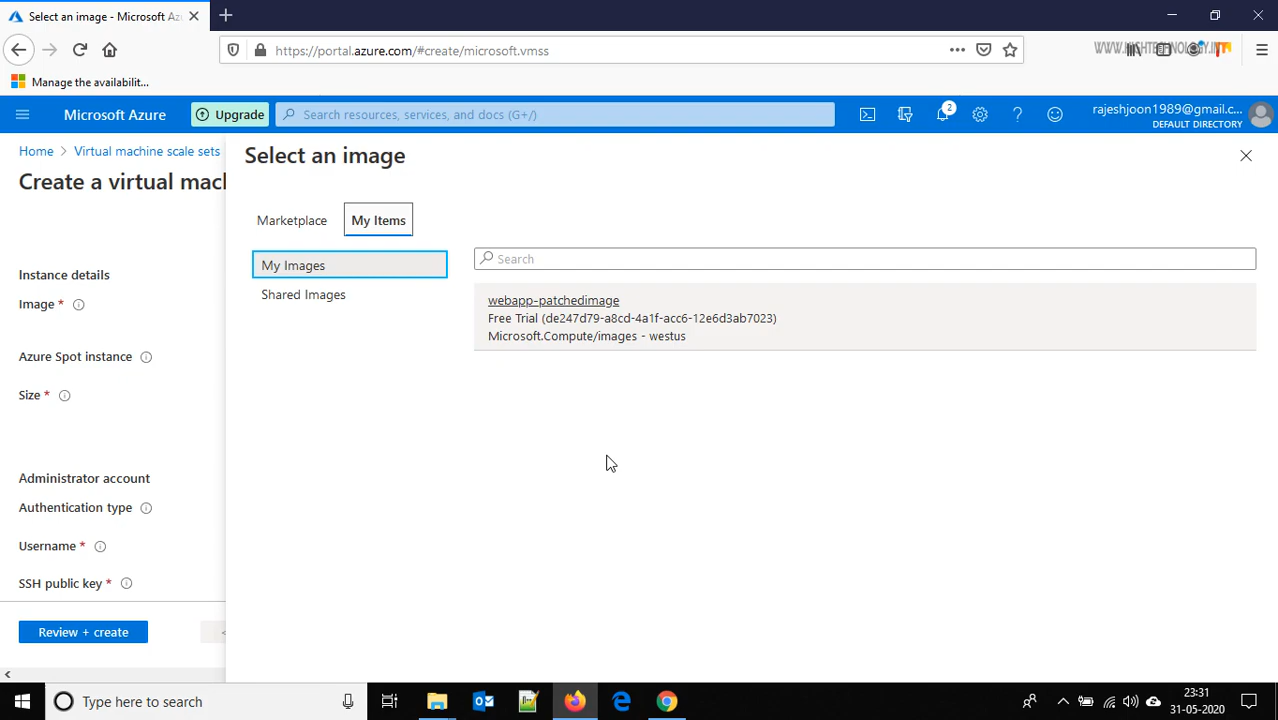 Select an image - Microsoft Az
https://portal.azure.com/#create/microsoft.vmss
Manage the availabilit...
Microsoft Azure
Upgrade
Search resources, services, and docs (G+/)
2
rajeshjoon1989@gmail.c...
DEFAULT DIRECTORY
Home > Virtual machine scale sets
Create a virtual mach
Select an image
Marketplace
My Items
Instance details
Image *
Azure Spot instance
Size *
Administrator account
Authentication type
Username *
SSH public key *
Review + create
<
My Images
Shared Images
Search
webapp-patchedimage
Free Trial (de247d79-a8cd-4a1f-acc6-12e6d3ab7023)
Microsoft.Compute/images - westus
Type here to search
23:31
31-05-2020